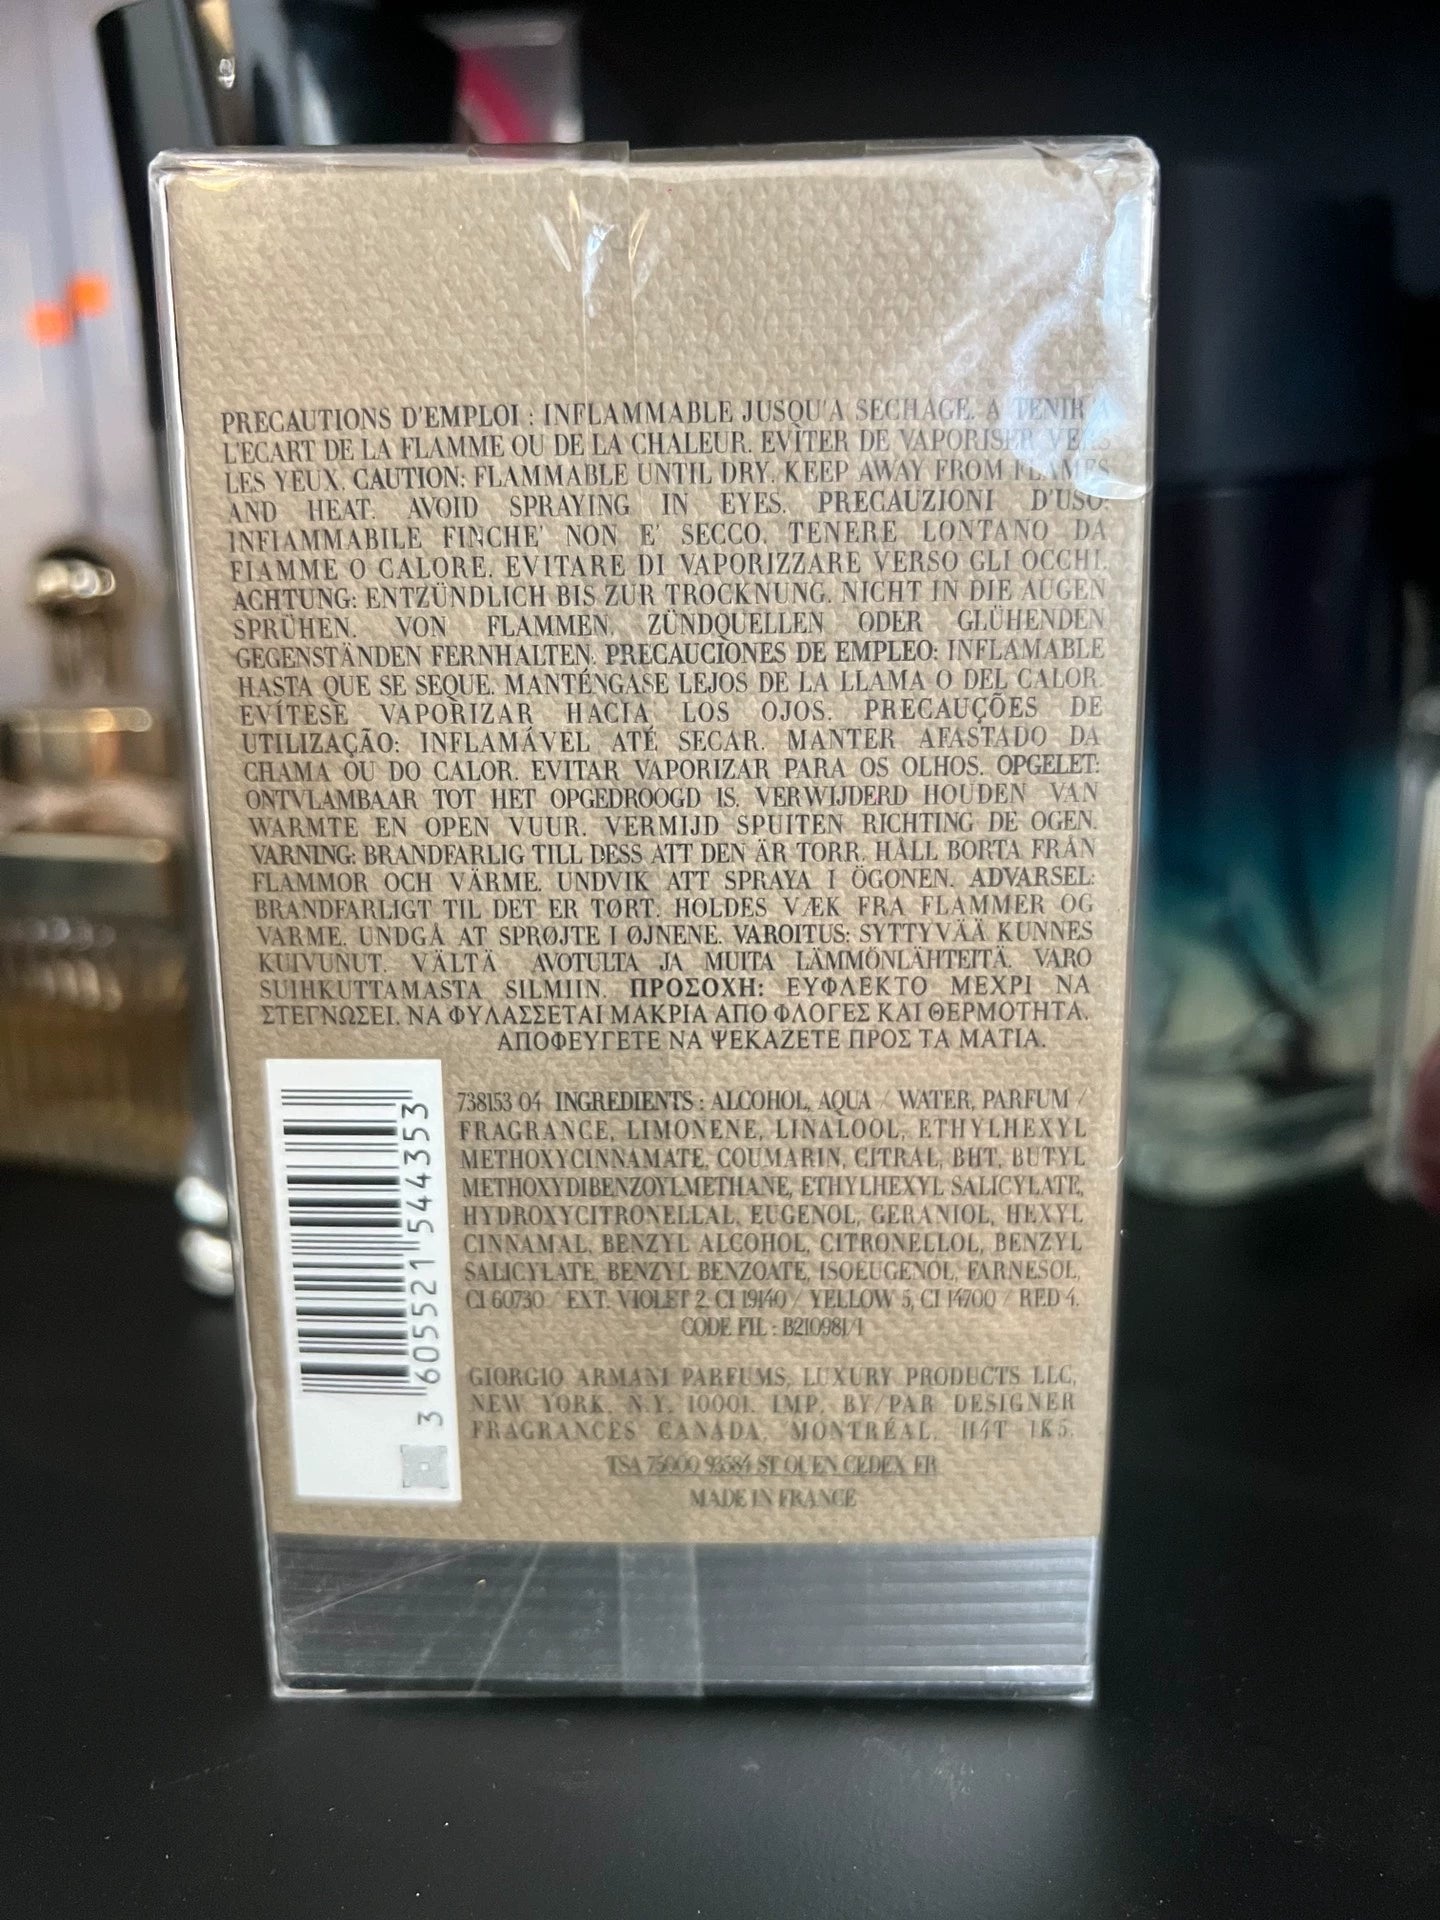 PRECAUTIONS D'EMPLOI : INFLAMMABLE JUSQU'A SECHAGE. A TENIR A
L'ECART DE LA FLAMME OU DE LA CHALEUR. EVITER DE VAPORISER VERS
LES YEUX. CAUTION: FLAMMABLE UNTIL DRY. KEEP AWAY FROM FLAMES
AND HEAT. AVOID SPRAYING IN EYES. PRECAUZIONI D'USO:
INFIAMMABILE FINCHE' NON E' SECCO. TENERE LONTANO DA
FIAMME O CALORE. EVITARE DI VAPORIZZARE VERSO GLI OCCHI.
ACHTUNG: ENTZÜNDLICH BIS ZUR TROCKNUNG. NICHT IN DIE AUGEN
SPRÜHEN. VON FLAMMEN, ZÜNDQUELLEN ODER GLÜHENDEN
GEGENSTÄNDEN FERNHALTEN. PRECAUCIONES DE EMPLEO: INFLAMABLE
HASTA QUE SE SEQUE. MANTÉNGASE LEJOS DE LA LLAMA O DEL CALOR.
EVÍTESE VAPORIZAR HACIA LOS OJOS. PRECAUÇÕES DE
UTILIZAÇÃO: INFLAMÁVEL ATÉ SECAR. MANTER AFASTADO DA
CHAMA OU DO CALOR. EVITAR VAPORIZAR PARA OS OLHOS. OPGELET:
ONTVLAMBAAR TOT HET OPGEDROOGD IS. VERWIJDERD HOUDEN VAN
WARMTE EN OPEN VUUR. VERMIJD SPUITEN RICHTING DE OGEN.
VARNING: BRANDFARLIG TILL DESS ATT DEN ÄR TORR. HÅLL BORTA FRÅN
FLAMMOR OCH VÄRME. UNDVIK ATT SPRAYA I ÖGONEN. ADVARSEL:
BRANDFARLIGT TIL DET ER TØRT. HOLDES VÆK FRA FLAMMER OG
VARME. UNDGÅ AT SPRØJTE I ØJNENE. VAROITUS: SYTTYVÄÄ KUNNES
KUIVUNUT. VÄLTÄ AVOTULTA JA MUITA LÄMMÖNLÄHTEITÄ. VARO
SUIHKUTTAMASTA SILMIIN. ΠΡΟΣΟΧΗ: ΕΥΦΛΕΚΤΟ ΜΕΧΡΙ ΝΑ
ΣΤΕΓΝΩΣΕΙ. ΝΑ ΦΥΛΑΣΣΕΤΑΙ ΜΑΚΡΙΑ ΑΠΟ ΦΛΟΓΕΣ ΚΑΙ ΘΕΡΜΟΤΗΤΑ.
ΑΠΟΦΕΥΓΕΤΕ ΝΑ ΨΕΚΑΖΕΤΕ ΠΡΟΣ ΤΑ ΜΑΤΙΑ.
738153 04 INGREDIENTS : ALCOHOL, AQUA / WATER, PARFUM /
FRAGRANCE, LIMONENE, LINALOOL, ETHYLHEXYL
METHOXYCINNAMATE, COUMARIN, CITRAL, BHT, BUTYL
METHOXYDIBENZOYLMETHANE, ETHYLHEXYL SALICYLATE,
HYDROXYCITRONELLAL, EUGENOL, GERANIOL, HEXYL
CINNAMAL, BENZYL ALCOHOL, CITRONELLOL, BENZYL
SALICYLATE, BENZYL BENZOATE, ISOEUGENOL, FARNESOL,
CI 60730 / EXT. VIOLET 2, CI 19140 / YELLOW 5, CI 14700 / RED 4.
CODE FIL : B210981/1
GIORGIO ARMANI PARFUMS, LUXURY PRODUCTS LLC,
NEW YORK, N.Y. 10001. IMP. BY/PAR DESIGNER
FRAGRANCES CANADA, MONTRÉAL, H4T 1K5.
TSA 75000 93584 ST OUEN CEDEX FR
MADE IN FRANCE
3 605521 544353